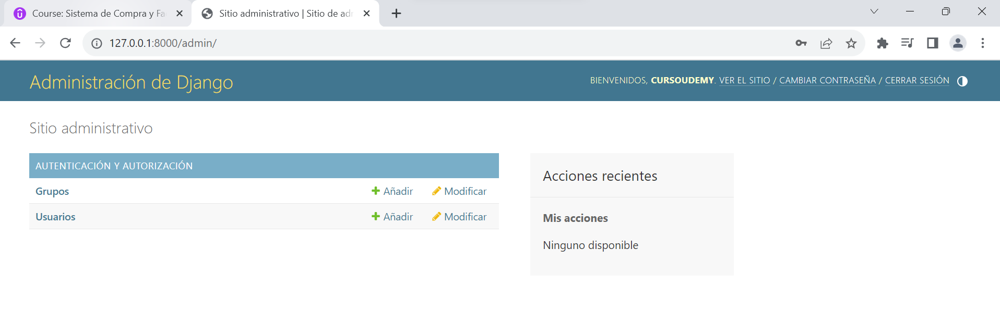 Course: Sistema de Compra y Fa
Sitio administrativo | Sitio de adm
127.0.0.1:8000/admin/
Administración de Django
BIENVENIDOS, CURSOUDEMY. VER EL SITIO / CAMBIAR CONTRASEÑA / CERRAR SESIÓN
Sitio administrativo
AUTENTICACIÓN Y AUTORIZACIÓN
Grupos Añadir Modificar
Usuarios Añadir Modificar
Acciones recientes
Mis acciones
Ninguno disponible